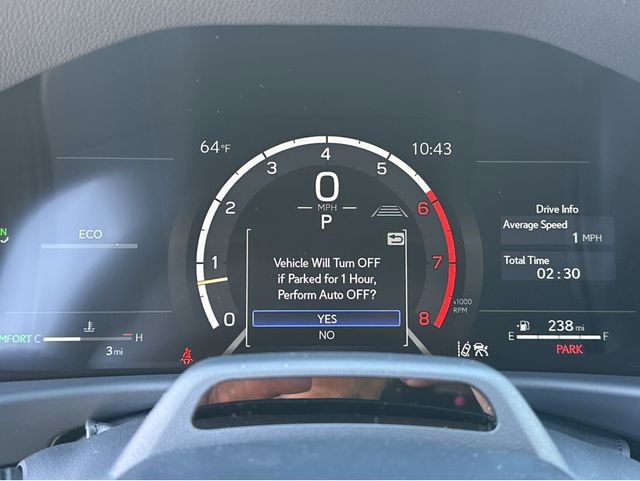 64°F
10:43
0
MPH
P
0
1
2
3
4
5
6
7
8
x1000
RPM
ECO
Vehicle Will Turn OFF
if Parked for 1 Hour,
Perform Auto OFF?
YES
NO
Drive Info
Average Speed
1 MPH
Total Time
02:30
C H
3 mi
238 mi
E F
PARK